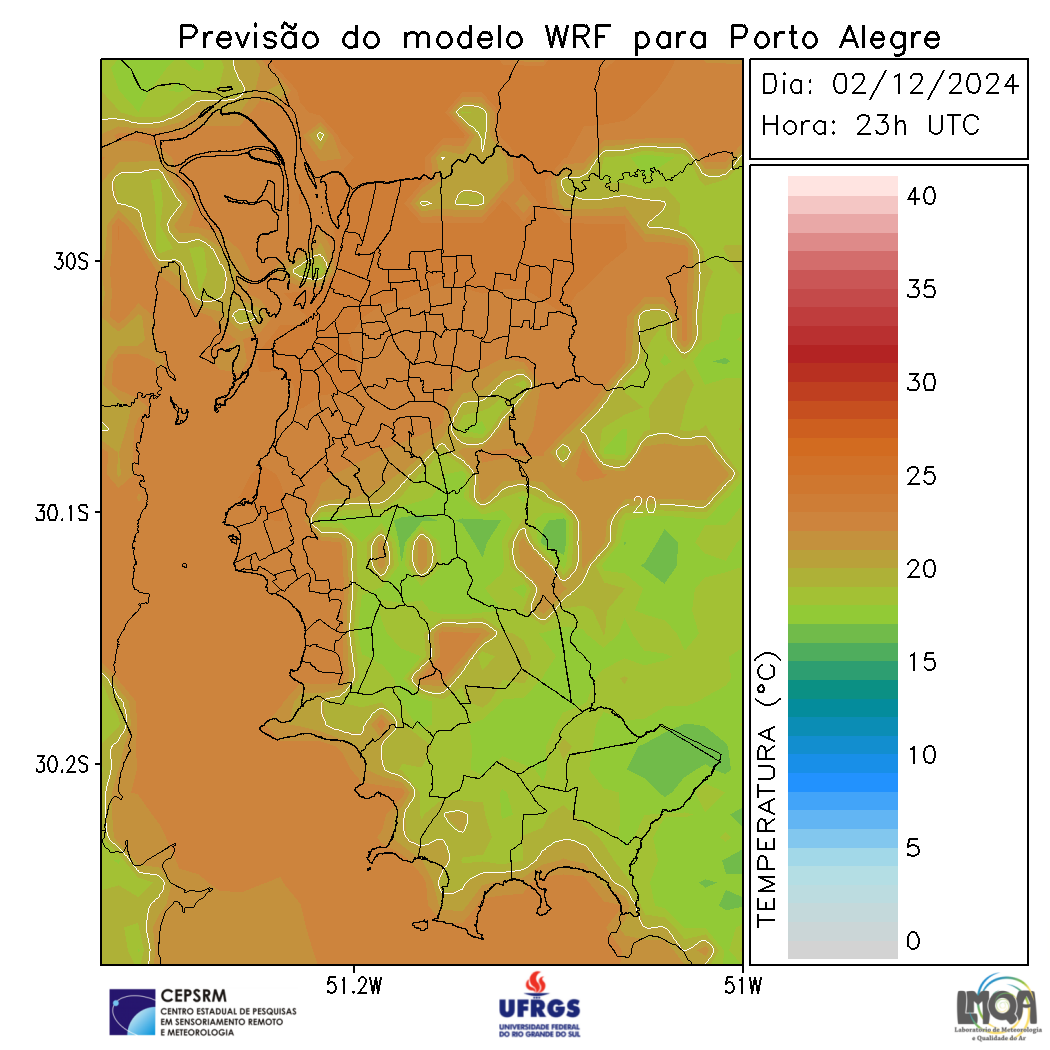 Previsão do modelo WRF para Porto Alegre
Dia: 02/12/2024
Hora: 23h UTC
30S
30.1S
30.2S
51.2W
51W
20
TEMPERATURA (°C)
40
35
30
25
20
15
10
5
0
CEPSRM
CENTRO ESTADUAL DE PESQUISAS
EM SENSORIAMENTO REMOTO
E METEOROLOGIA
UFRGS
UNIVERSIDADE FEDERAL
DO RIO GRANDE DO SUL
LMQA
Laboratório de Meteorologia
e Qualidade do Ar